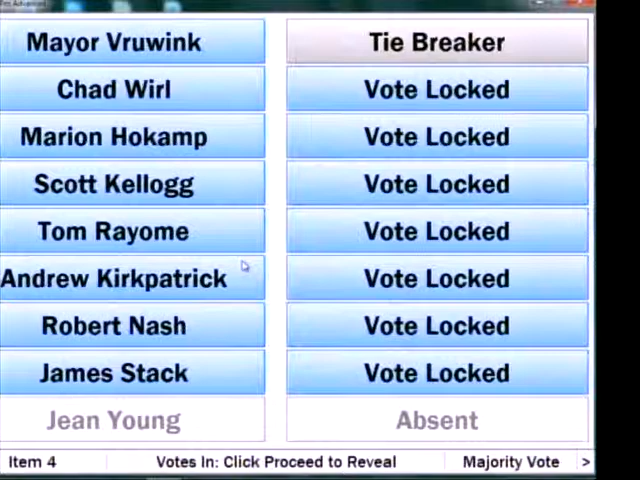 Mayor Vruwink Tie Breaker
Chad Wirl Vote Locked
Marion Hokamp Vote Locked
Scott Kellogg Vote Locked
Tom Rayome Vote Locked
Andrew Kirkpatrick Vote Locked
Robert Nash Vote Locked
James Stack Vote Locked
Jean Young Absent
Item 4 Votes In: Click Proceed to Reveal Majority Vote >